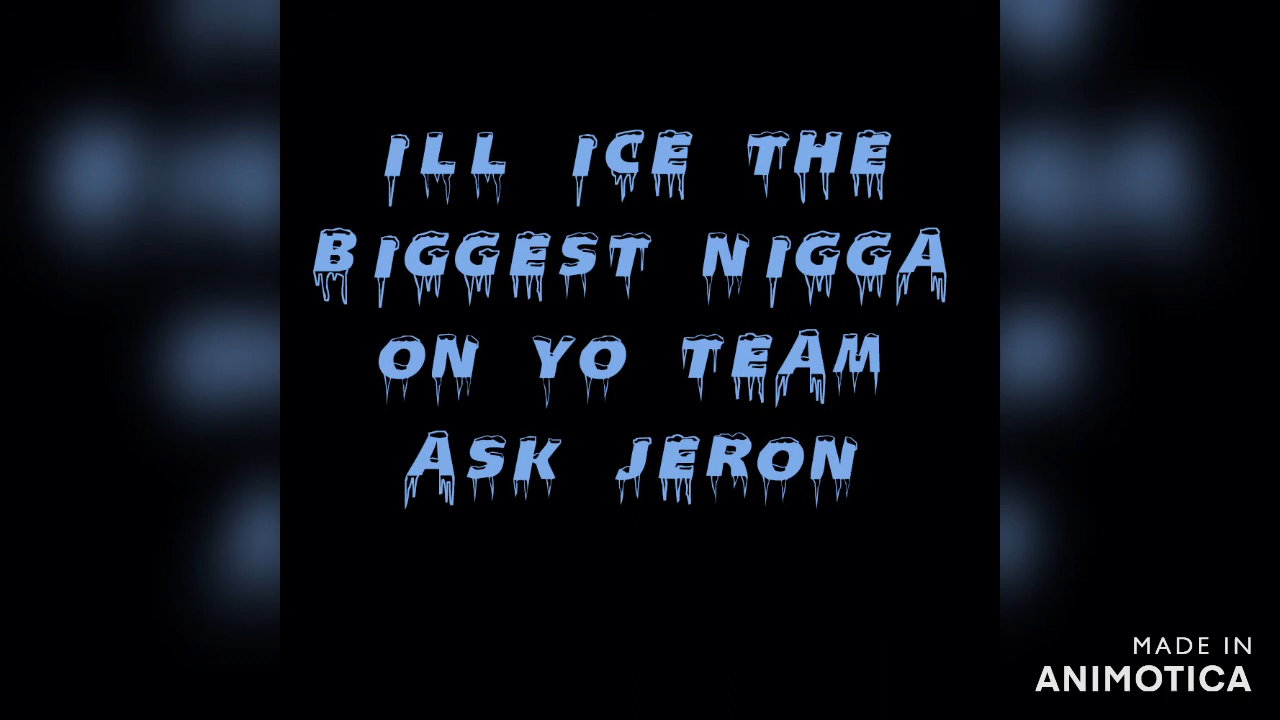 ILL ICE THE
BIGGEST NIGGA
ON YO TEAM
ASK JERON
MADE IN
ANIMOTICA